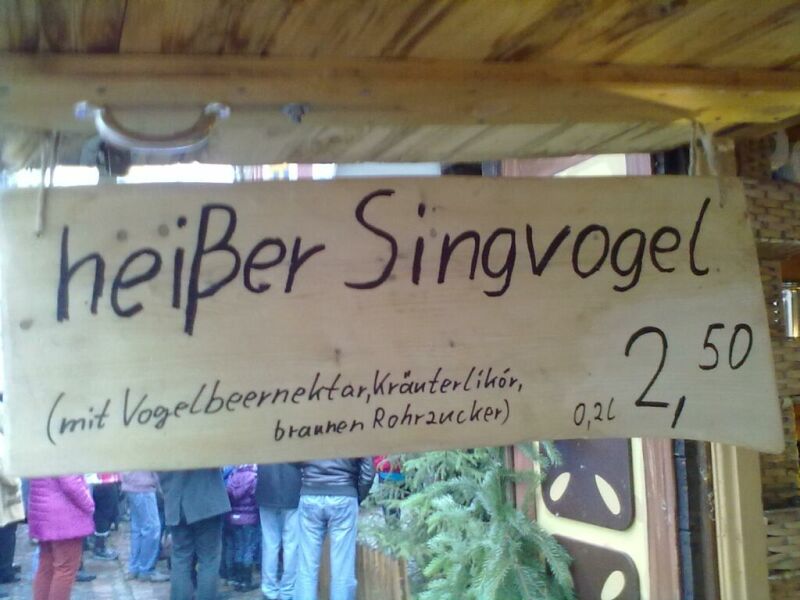 heißer Singvogel
(mit Vogelbeernektar, Kräuterlikör,
braunen Rohrzucker)
0,2l 2,50